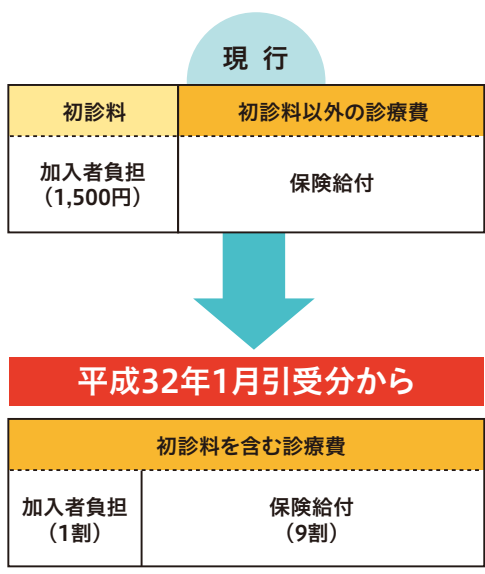 現 行
初診料
初診料以外の診療費
加入者負担
（1,500円）
保険給付
平成32年1月引受分から
初診料を含む診療費
加入者負担
（1割）
保険給付
（9割）